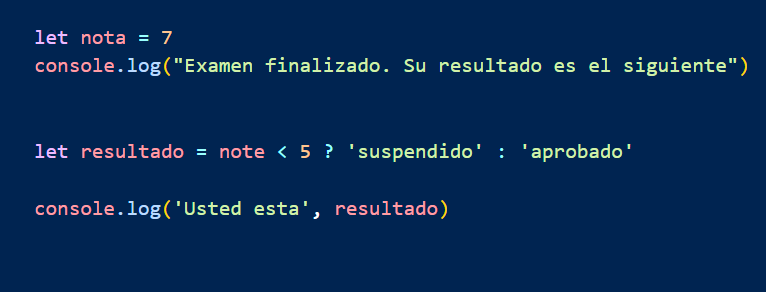 let nota = 7
console.log("Examen finalizado. Su resultado es el siguiente")
let resultado = note < 5 ? 'suspendido' : 'aprobado'
console.log('Usted esta', resultado)